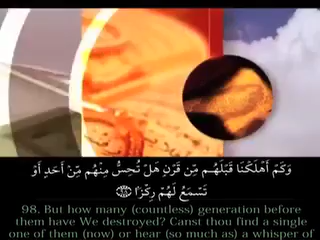 وَكَمْ أَهْلَكْنَا قَبْلَهُم مِّن قَرْنٍ هَلْ تُحِسُّ مِنْهُم مِّنْ أَحَدٍ أَوْ
تَسْمَعُ لَهُمْ رِكْزًا ﴿٩٨﴾
98. But how many (countless) generation before
them have We destroyed? Canst thou find a single
one of them (now) or hear (so much as) a whisper of